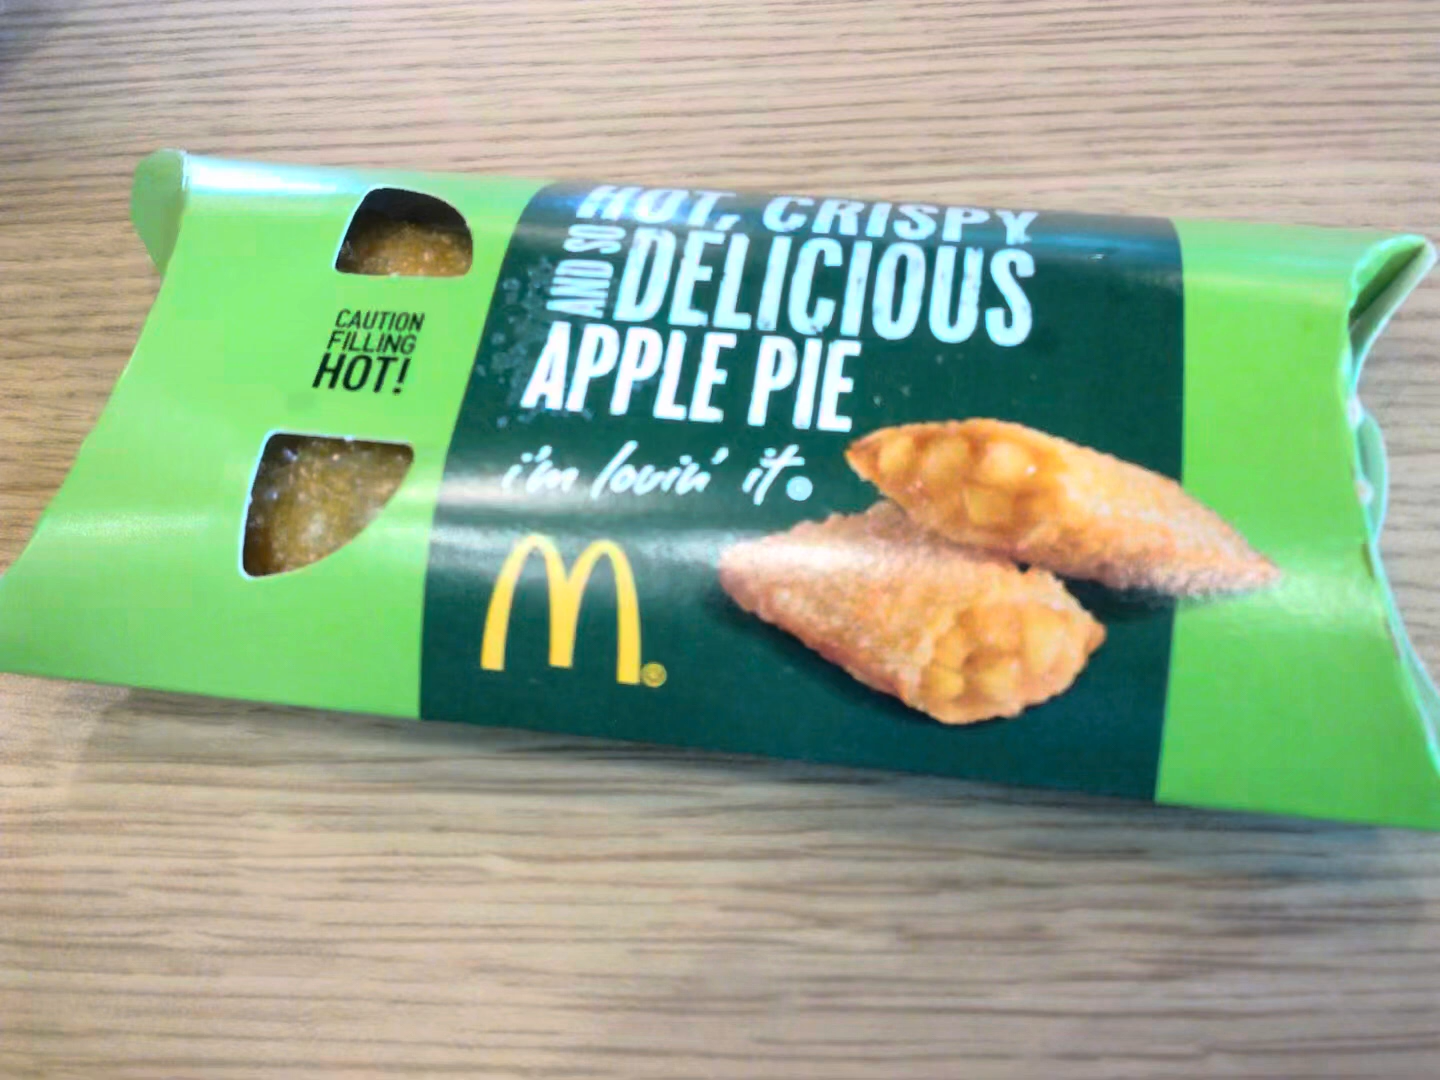 HOT, CRISPY
AND SO DELICIOUS
APPLE PIE
i'm lovin' it®
M®
CAUTION
FILLING
HOT!